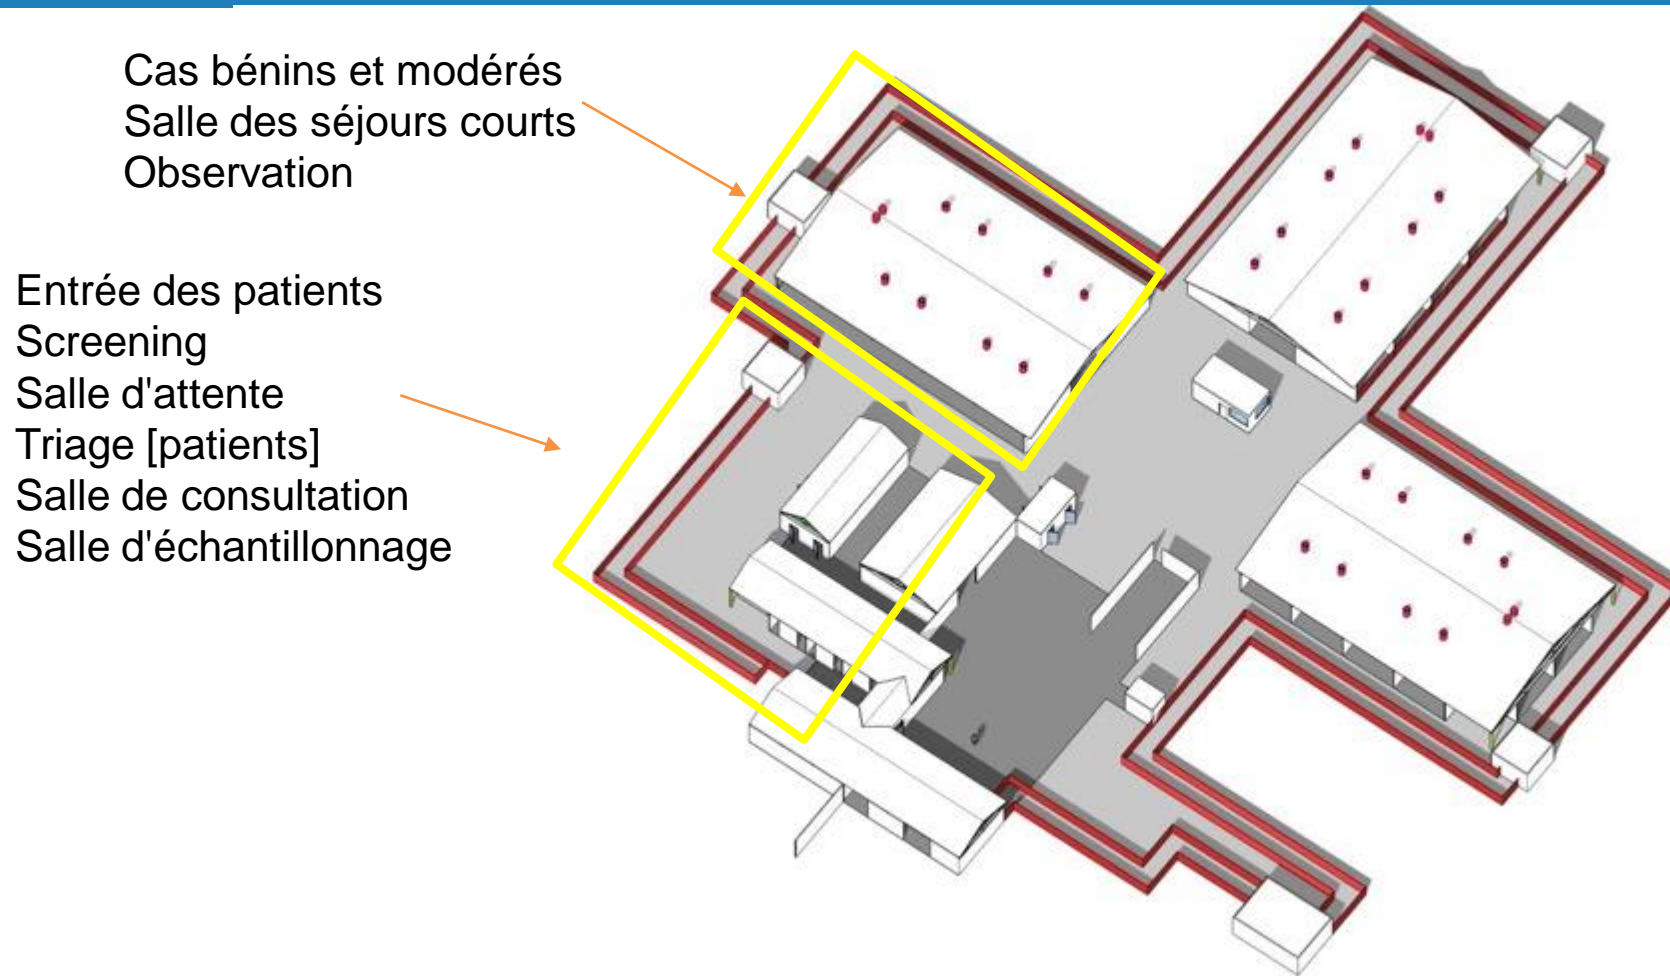 Cas bénins et modérés
Salle des séjours courts
Observation
Entrée des patients
Screening
Salle d'attente
Triage [patients]
Salle de consultation
Salle d'échantillonnage